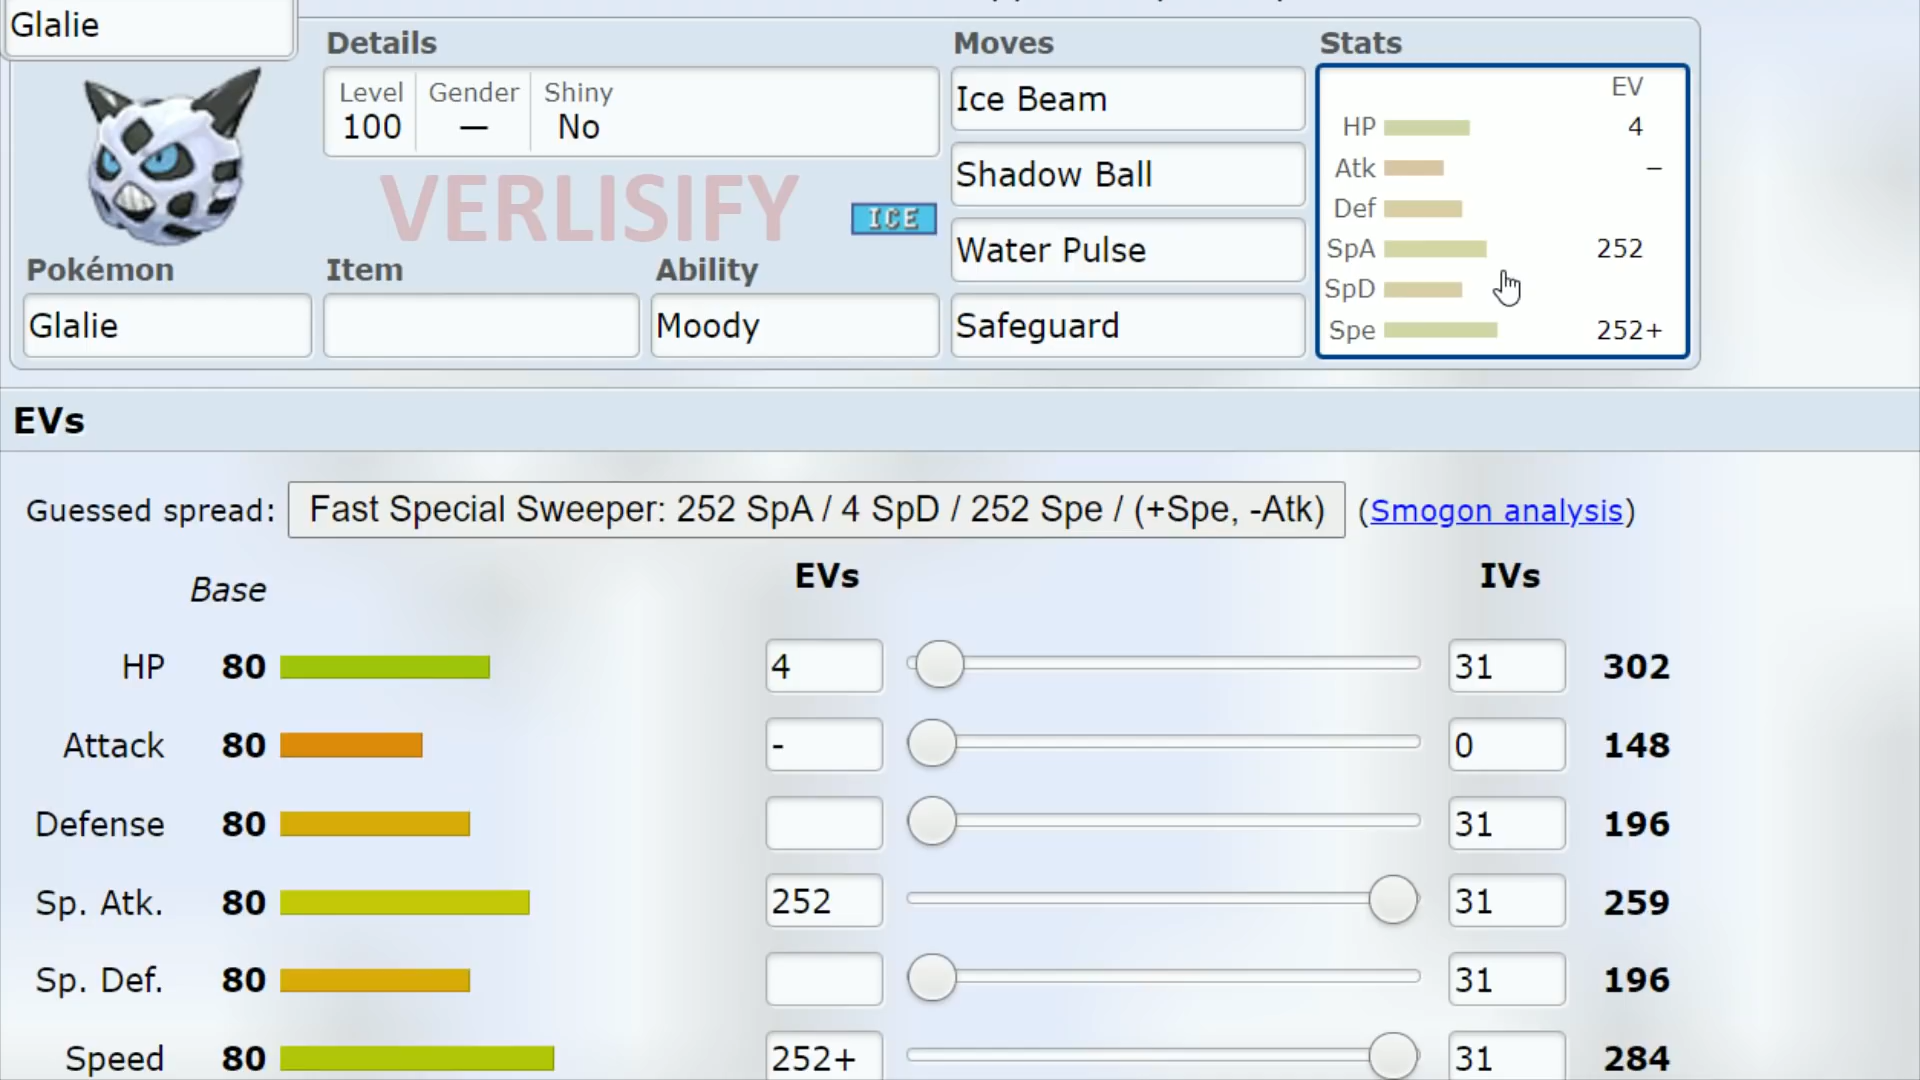 Glalie
Details
Moves
Stats
Level
Gender
Shiny
100
—
No
VERLISIFY
ICE
Pokémon
Item
Ability
Glalie
Moody
Ice Beam
Shadow Ball
Water Pulse
Safeguard
EV
HP 4
Atk –
Def
SpA 252
SpD
Spe 252+
EVs
Guessed spread: Fast Special Sweeper: 252 SpA / 4 SpD / 252 Spe / (+Spe, -Atk) (Smogon analysis)
Base EVs IVs
HP 80 4 31 302
Attack 80 - 0 148
Defense 80 31 196
Sp. Atk. 80 252 31 259
Sp. Def. 80 31 196
Speed 80 252+ 31 284